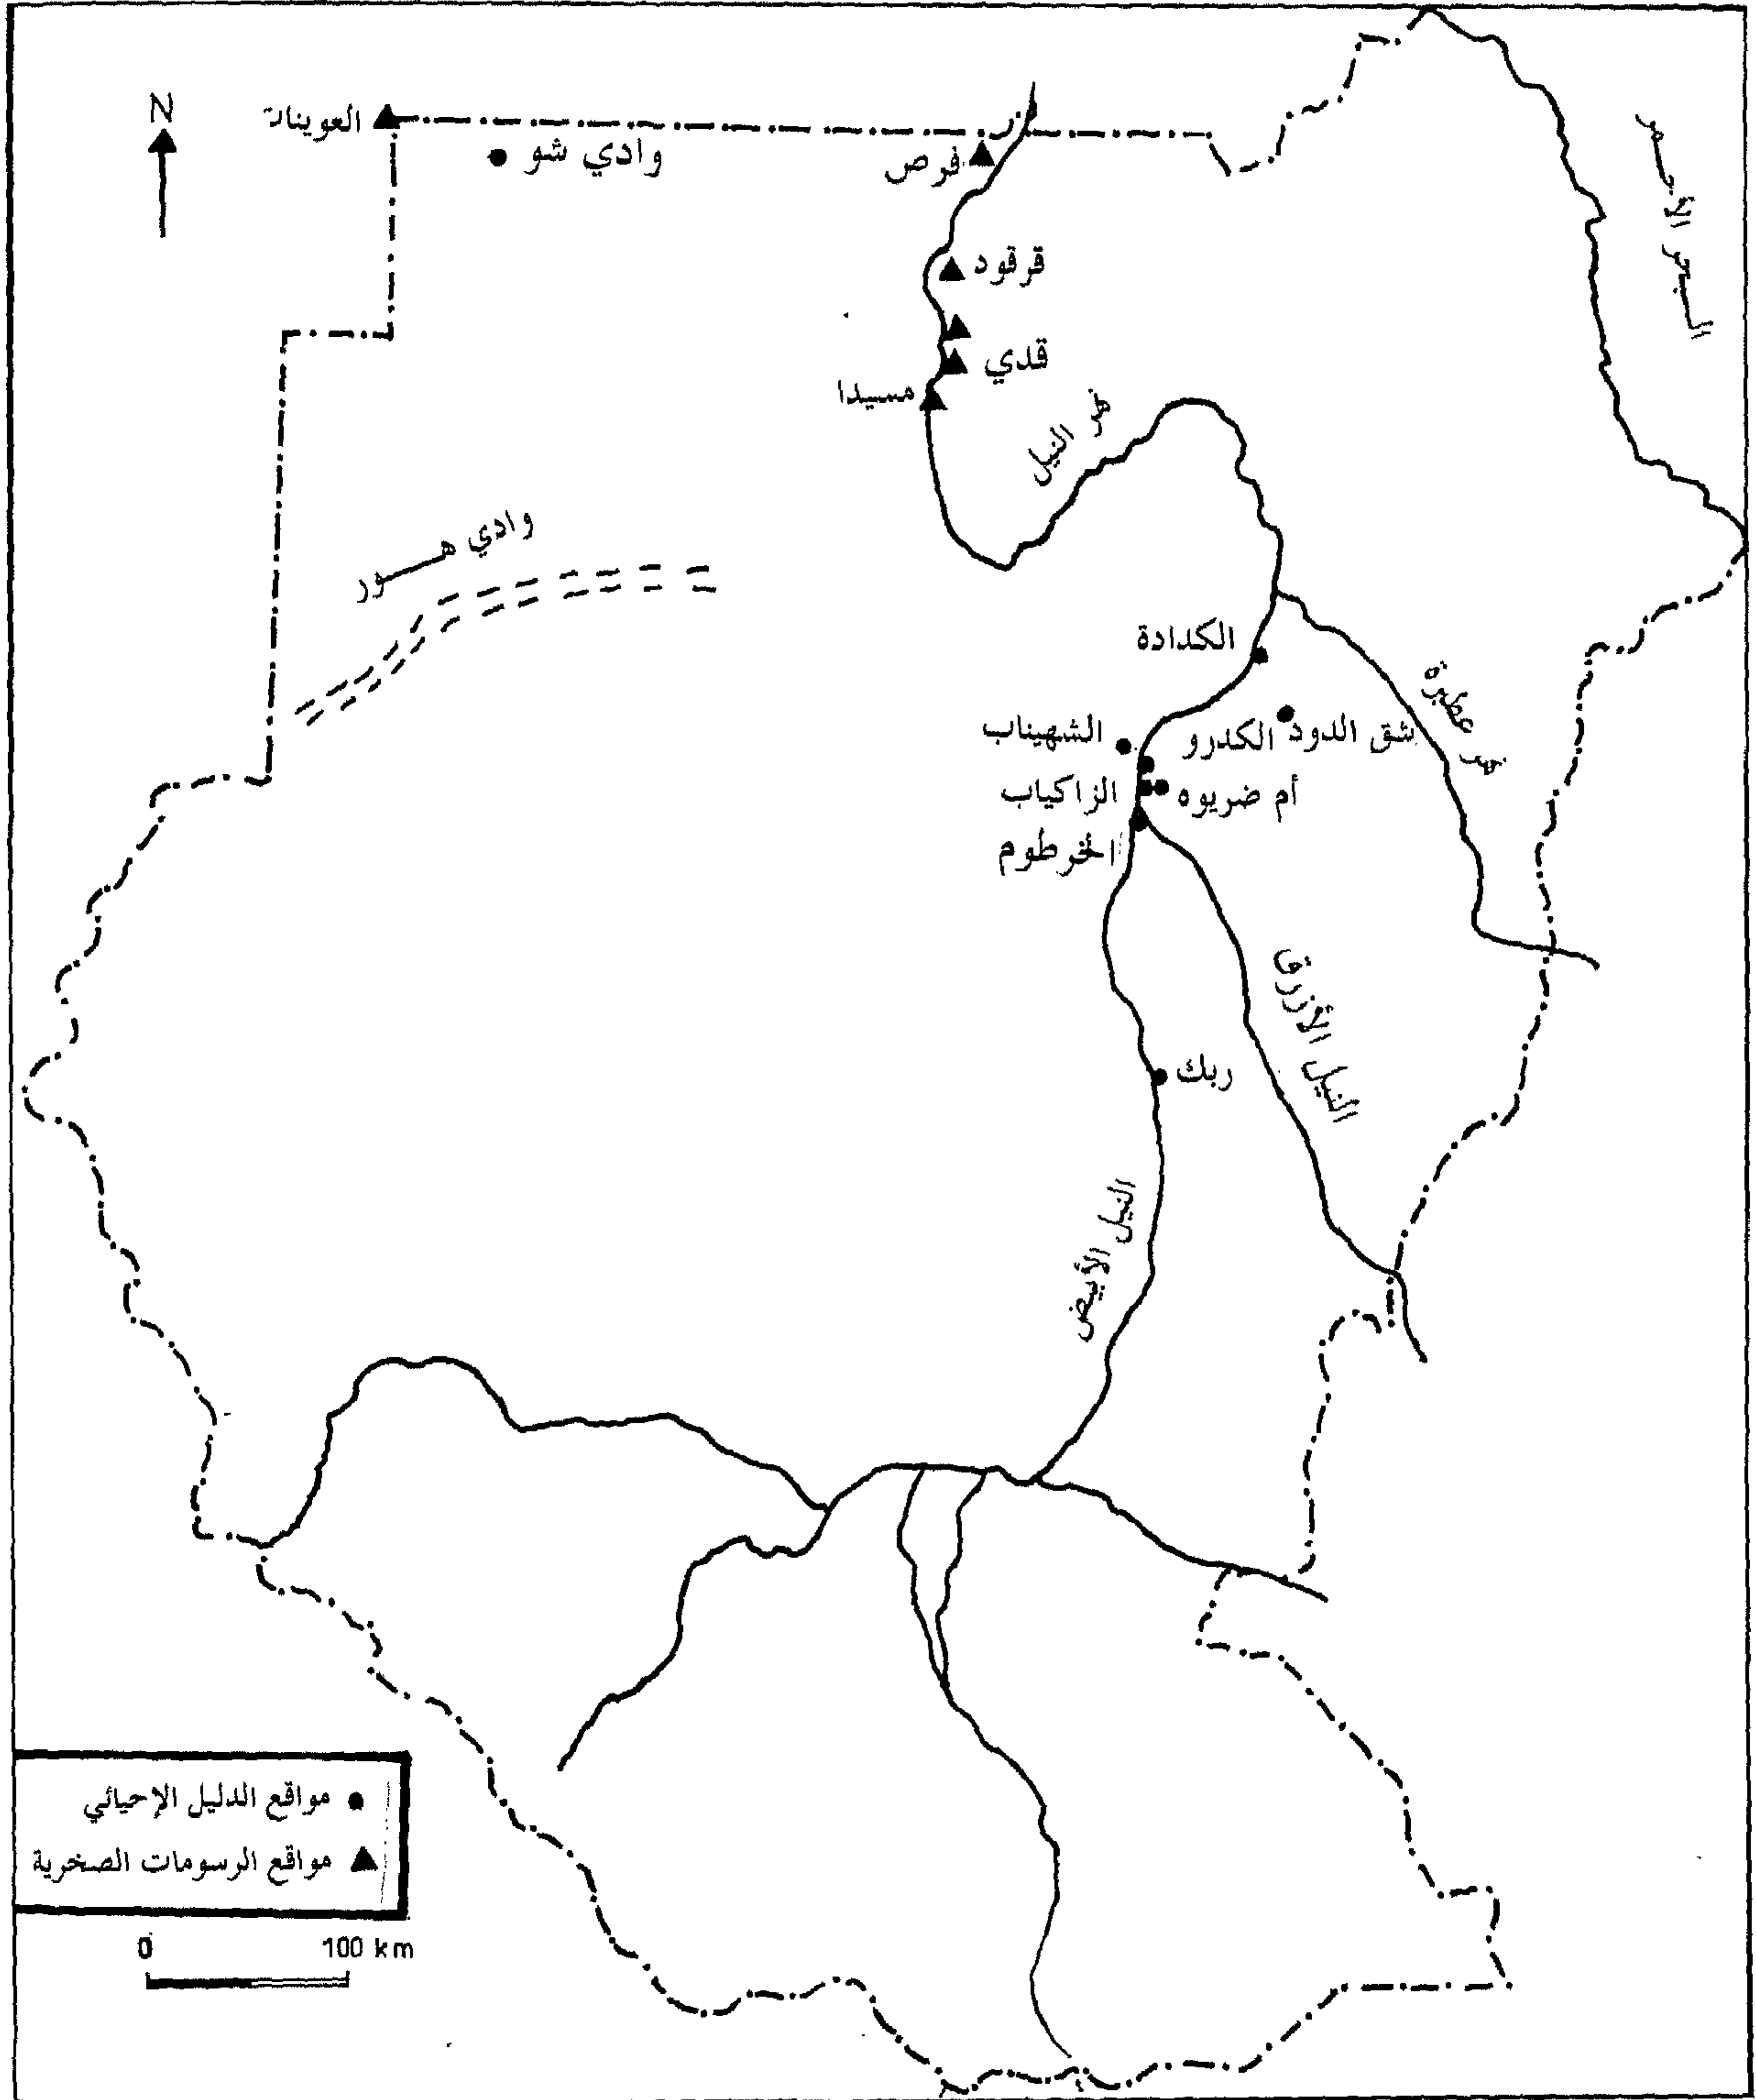 N
العوينات
وادي شو
فرص
البحر الأحمر
قرقود
قدي
مسيدا
نهر النيل
وادي هــور
الكدادة
نهر عطبرة
شق الدود
الشهيناب
الكدرو
الزاكياب
أم ضريوه
الخرطوم
النيل الأزرق
ربك
النيل الأبيض
مواقع الدليل الإحيائي
مواقع الرسومات الصخرية
0 100 km